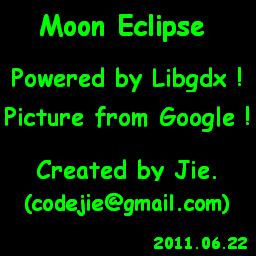 Moon Eclipse
Powered by Libgdx !
Picture from Google !
Created by Jie.
(codejie@gmail.com)
2011.06.22